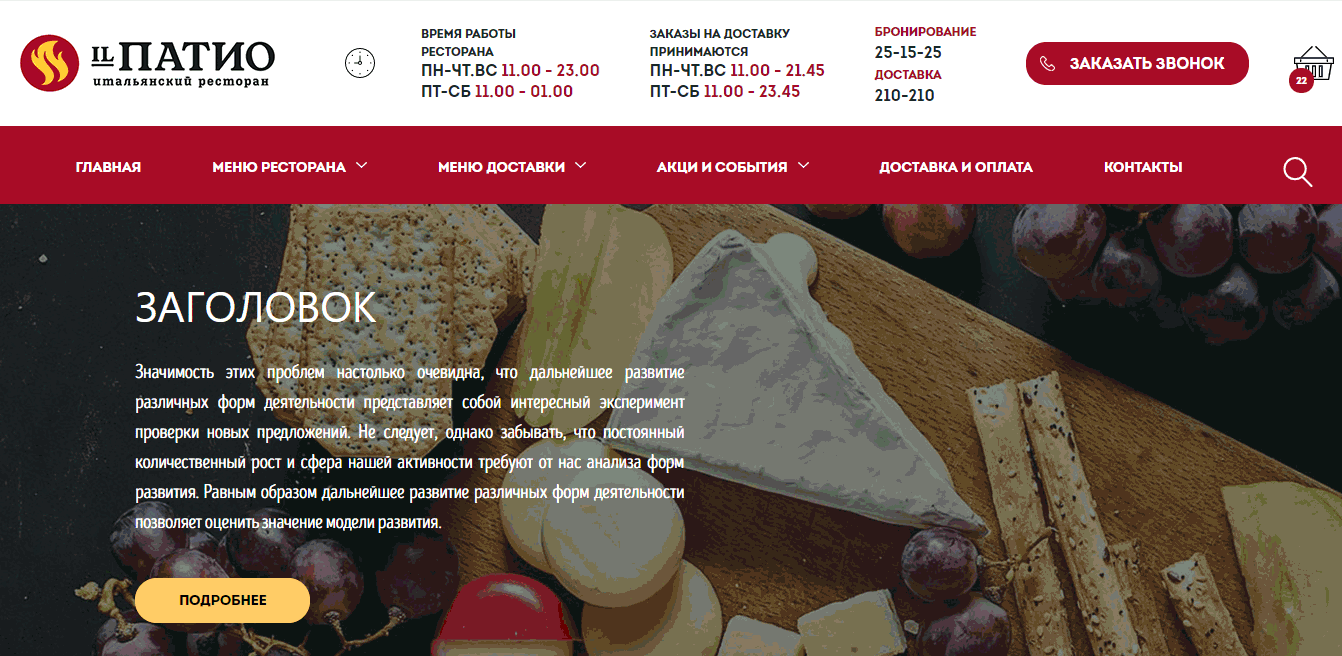 IL ПАТИО
итальянский ресторан
ВРЕМЯ РАБОТЫ
РЕСТОРАНА
ПН-ЧТ.ВС 11.00 - 23.00
ПТ-СБ 11.00 - 01.00
ЗАКАЗЫ НА ДОСТАВКУ
ПРИНИМАЮТСЯ
ПН-ЧТ.ВС 11.00 - 21.45
ПТ-СБ 11.00 - 23.45
БРОНИРОВАНИЕ
25-15-25
ДОСТАВКА
210-210
ЗАКАЗАТЬ ЗВОНОК
22
ГЛАВНАЯ
МЕНЮ РЕСТОРАНА
МЕНЮ ДОСТАВКИ
АКЦИ И СОБЫТИЯ
ДОСТАВКА И ОПЛАТА
КОНТАКТЫ
ЗАГОЛОВОК
Значимость этих проблем настолько очевидна, что дальнейшее развитие
различных форм деятельности представляет собой интересный эксперимент
проверки новых предложений. Не следует, однако забывать, что постоянный
количественный рост и сфера нашей активности требуют от нас анализа форм
развития. Равным образом дальнейшее развитие различных форм деятельности
позволяет оценить значение модели развития.
ПОДРОБНЕЕ